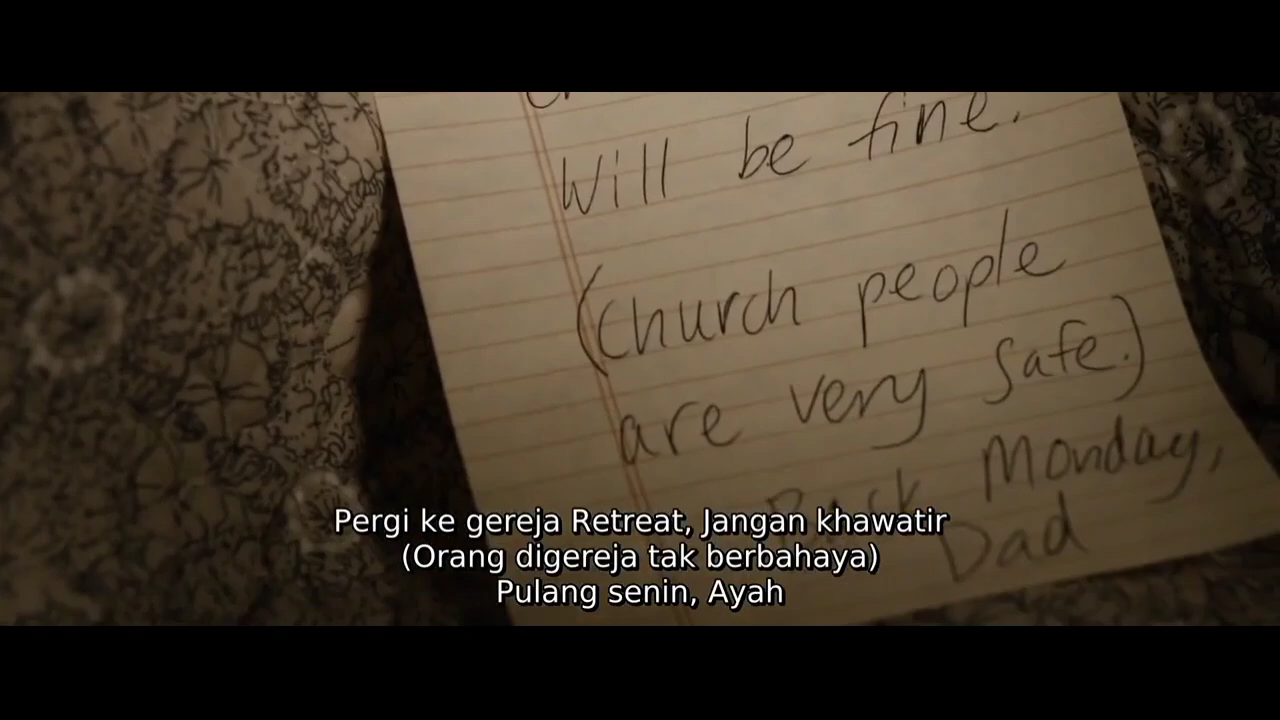 Will be fine.
(Church people
are very safe.)
Back Monday,
Dad
Pergi ke gereja Retreat, Jangan khawatir
(Orang digereja tak berbahaya)
Pulang senin, Ayah